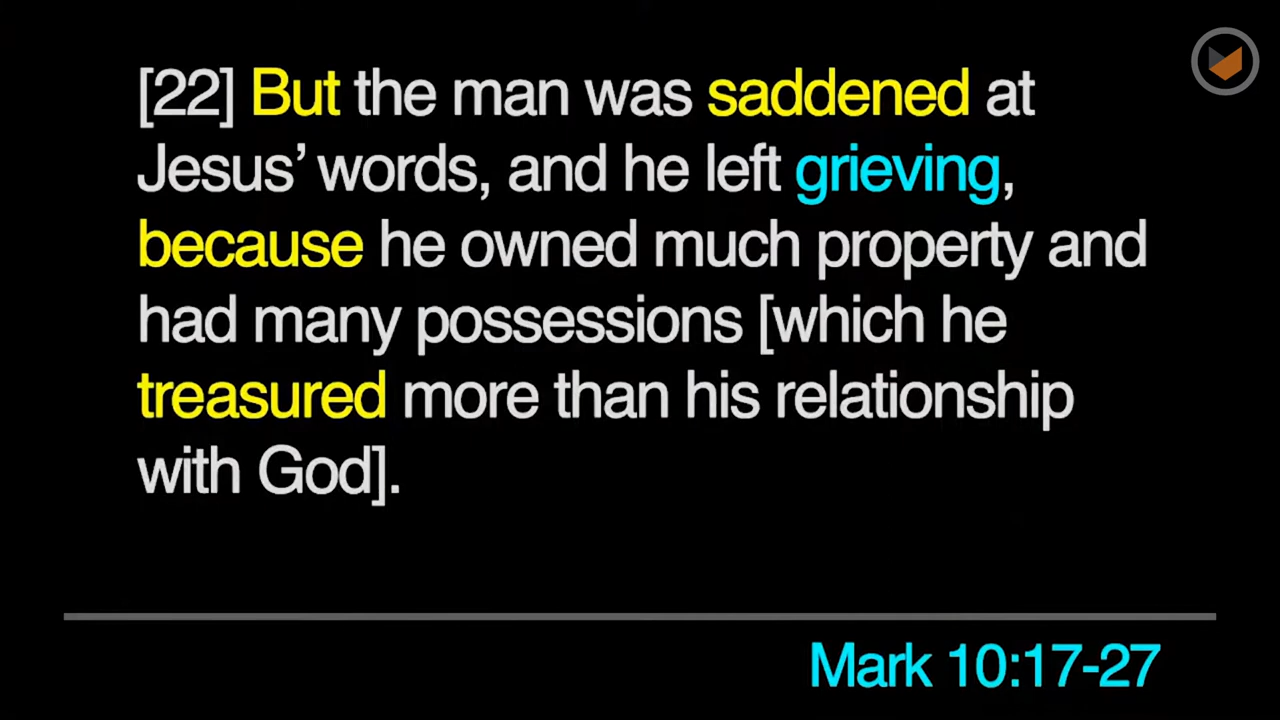 [22] But the man was saddened at
Jesus’ words, and he left grieving,
because he owned much property and
had many possessions [which he
treasured more than his relationship
with God].
Mark 10:17-27